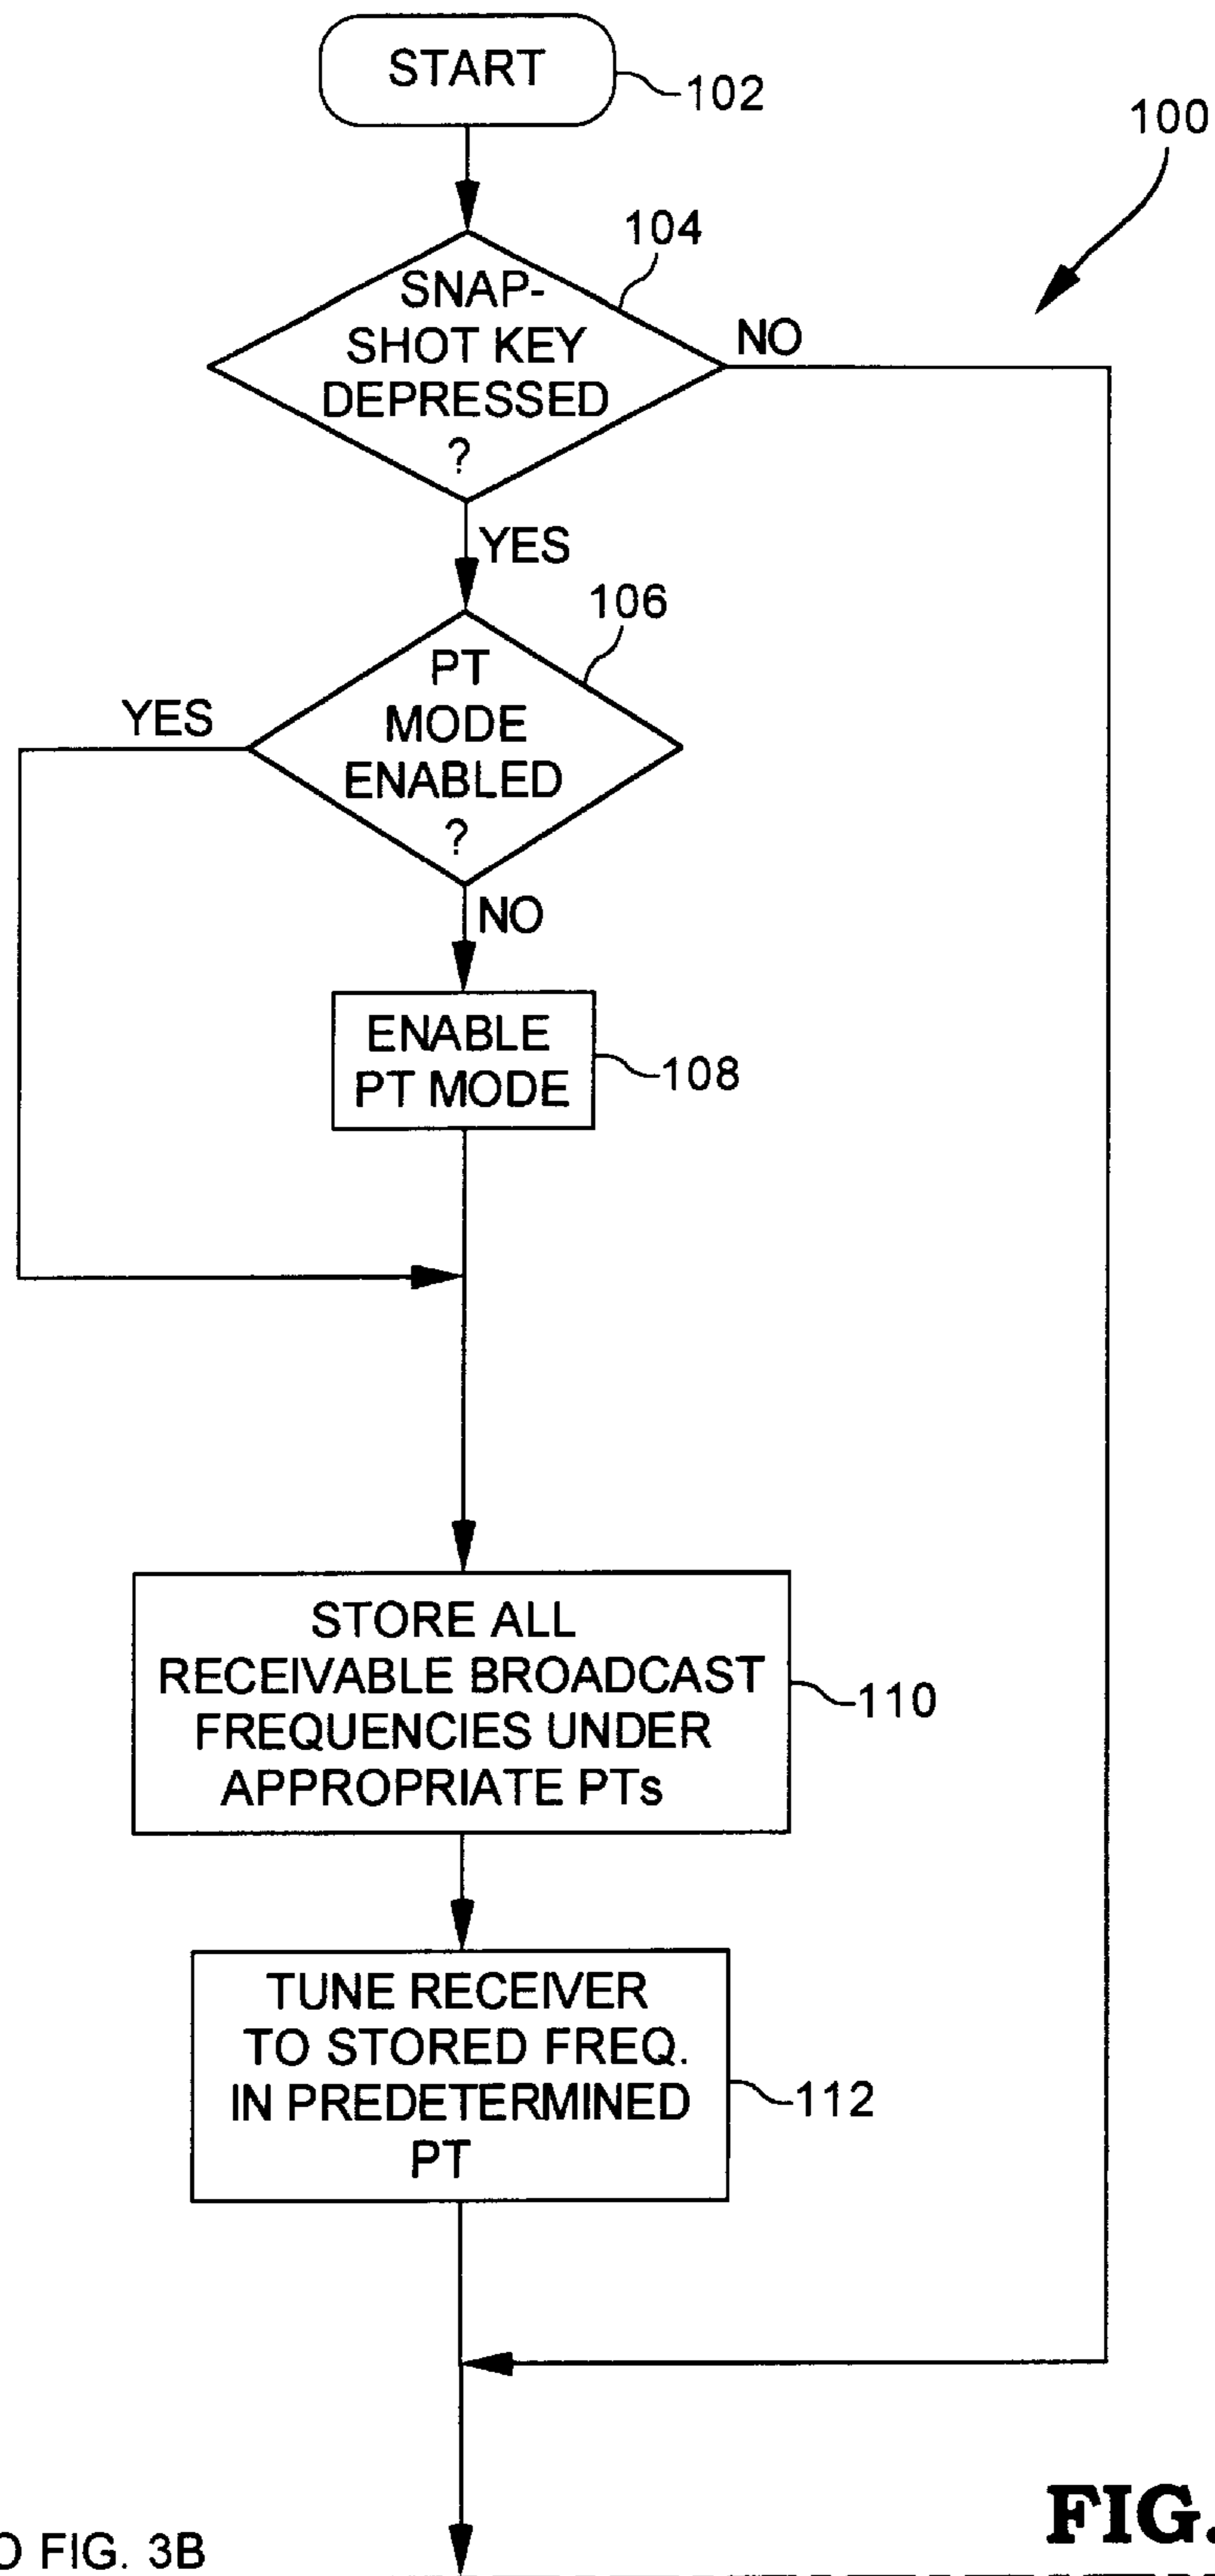 START
102
100
104
SNAP-
SHOT KEY
DEPRESSED
?
NO
YES
106
PT
MODE
ENABLED
?
YES
NO
ENABLE
PT MODE
108
STORE ALL
RECEIVABLE BROADCAST
FREQUENCIES UNDER
APPROPRIATE PTs
110
TUNE RECEIVER
TO STORED FREQ.
IN PREDETERMINED
PT
112
FIG.
O FIG. 3B